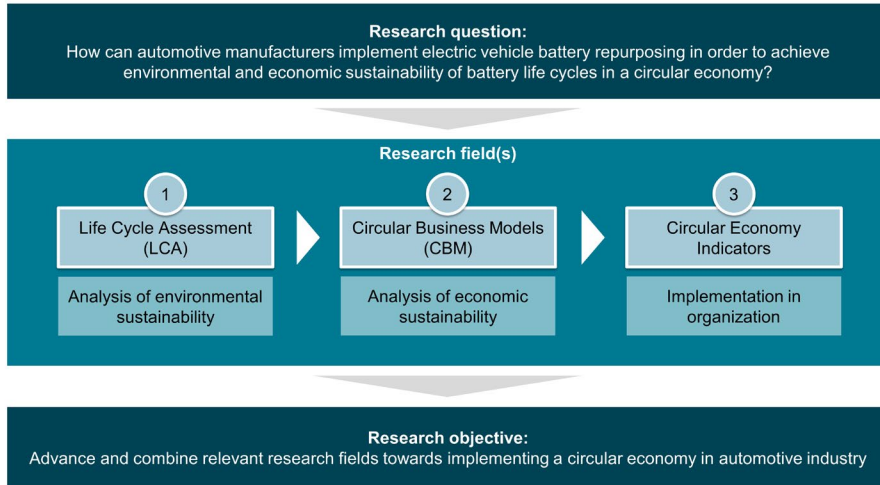 Research question:
How can automotive manufacturers implement electric vehicle battery repurposing in order to achieve
environmental and economic sustainability of battery life cycles in a circular economy?
Research field(s)
1
Life Cycle Assessment
(LCA)
Analysis of environmental
sustainability
2
Circular Business Models
(CBM)
Analysis of economic
sustainability
3
Circular Economy
Indicators
Implementation in
organization
Research objective:
Advance and combine relevant research fields towards implementing a circular economy in automotive industry